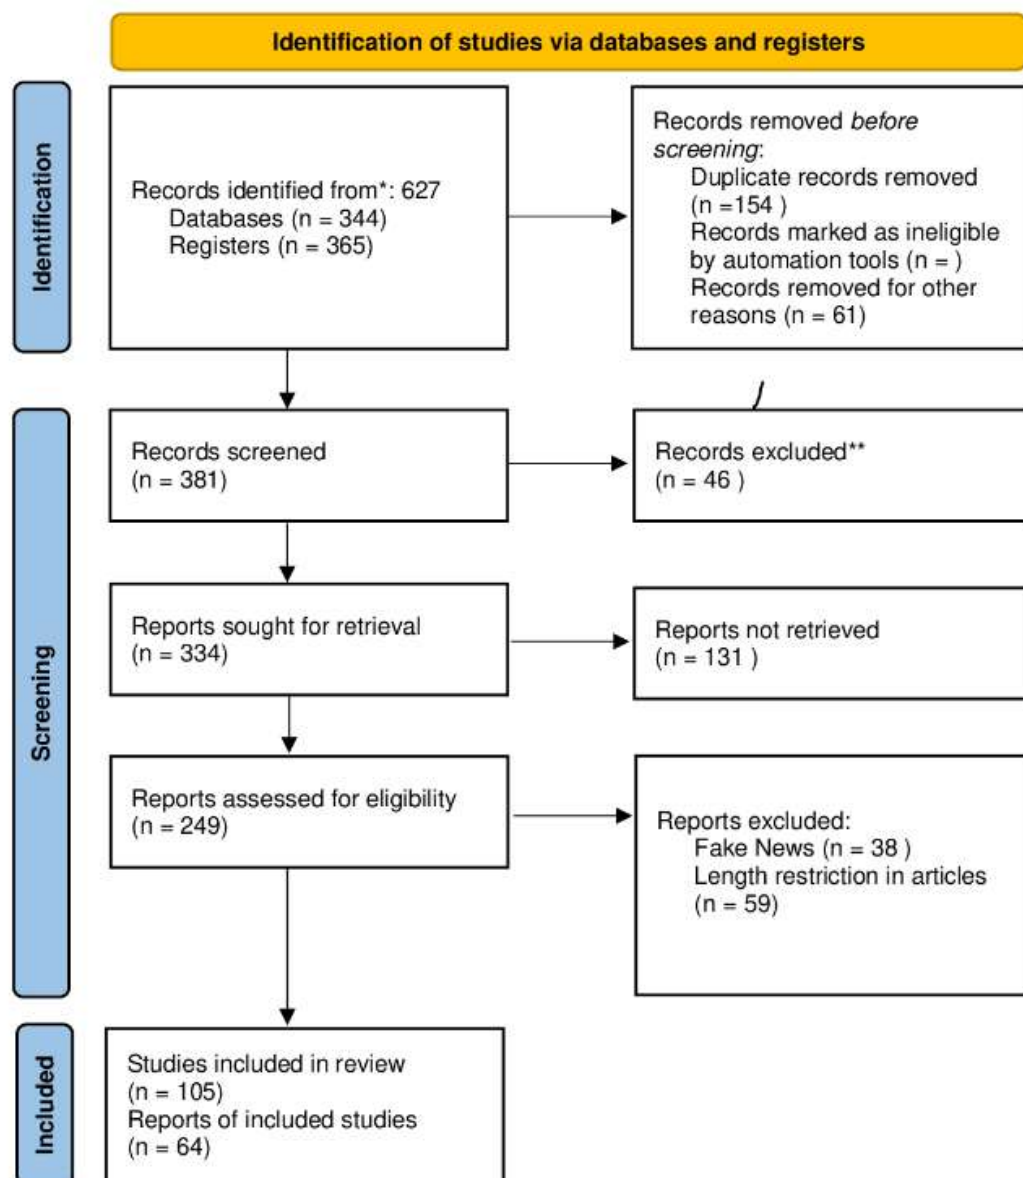 Identification of studies via databases and registers
Identification
Records identified from*: 627
Databases (n = 344)
Registers (n = 365)
Records removed before
screening:
Duplicate records removed
(n =154 )
Records marked as ineligible
by automation tools (n = )
Records removed for other
reasons (n = 61)
Screening
Records screened
(n = 381)
Records excluded**
(n = 46 )
Reports sought for retrieval
(n = 334)
Reports not retrieved
(n = 131 )
Reports assessed for eligibility
(n = 249)
Reports excluded:
Fake News (n = 38 )
Length restriction in articles
(n = 59)
Included
Studies included in review
(n = 105)
Reports of included studies
(n = 64)